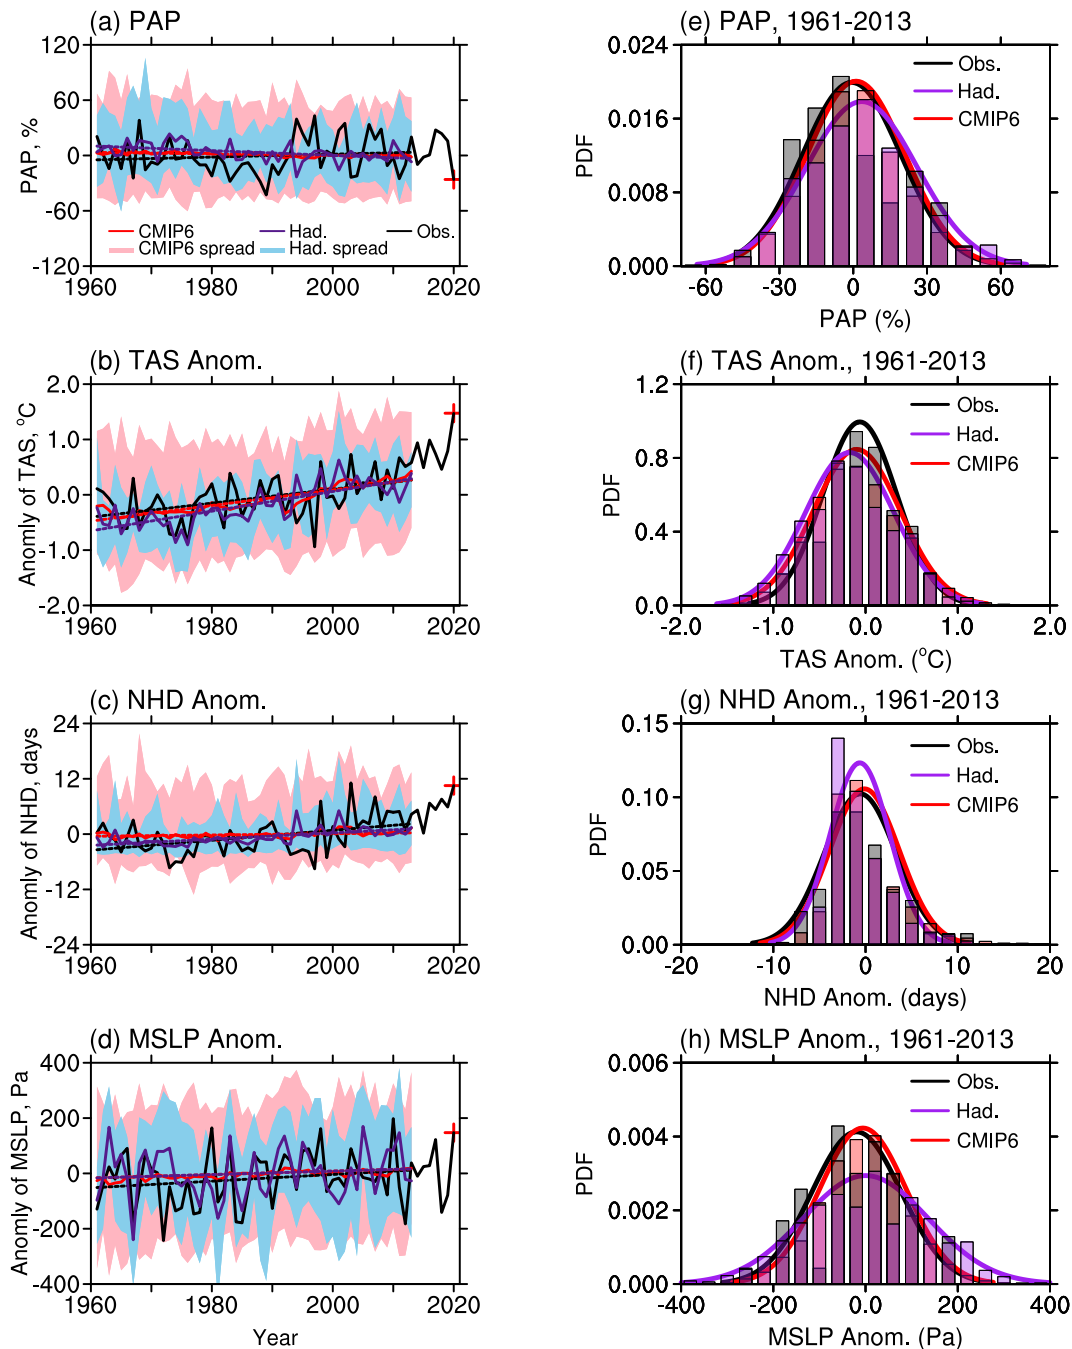 (a) PAP
120
60
0
-60
-120
PAP, %
CMIP6
Had.
Obs.
CMIP6 spread
Had. spread
1960
1980
2000
2020
(e) PAP, 1961-2013
0.024
0.016
0.008
0.000
PDF
Obs.
Had.
CMIP6
-60
-30
0
30
60
PAP (%)
(b) TAS Anom.
2.0
1.0
0.0
-1.0
-2.0
Anomly of TAS, °C
1960
1980
2000
2020
(f) TAS Anom., 1961-2013
1.2
0.8
0.4
0.0
PDF
Obs.
Had.
CMIP6
-2.0
-1.0
0.0
1.0
2.0
TAS Anom. (°C)
(c) NHD Anom.
24
12
0
-12
-24
Anomly of NHD, days
1960
1980
2000
2020
(g) NHD Anom., 1961-2013
0.15
0.10
0.05
0.00
PDF
Obs.
Had.
CMIP6
-20
-10
0
10
20
NHD Anom. (days)
(d) MSLP Anom.
400
200
0
-200
-400
Anomly of MSLP, Pa
1960
1980
2000
2020
Year
(h) MSLP Anom., 1961-2013
0.006
0.004
0.002
0.000
PDF
Obs.
Had.
CMIP6
-400
-200
0.0
200
400
MSLP Anom. (Pa)